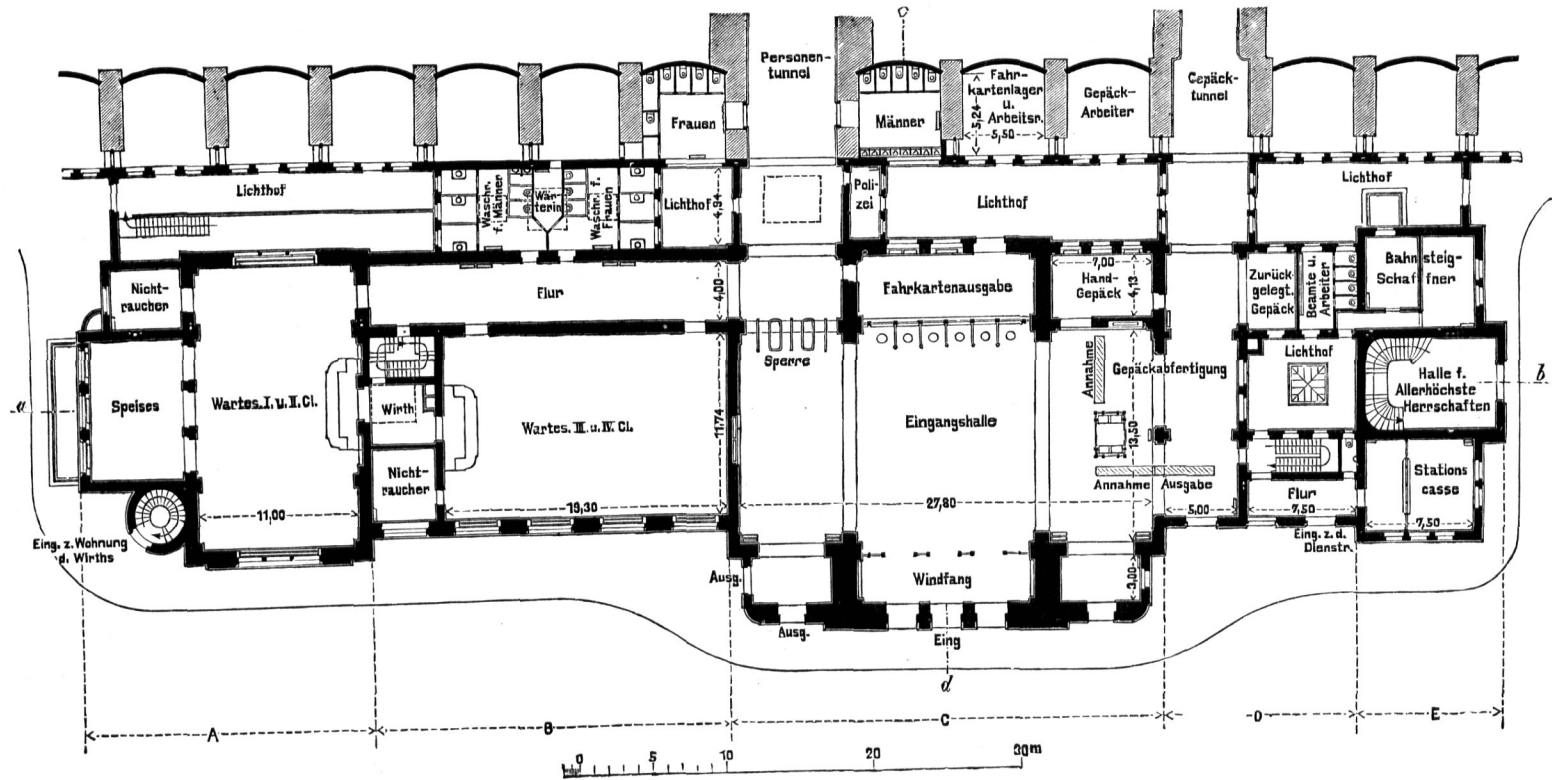 Personen-
tunnel
Fahr-
kartenlager
u.
Arbeitsr.
5,24
5,50
Gepäck-
Arbeiter
Gepäck-
tunnel
Frauen
Männer
Lichthof
Waschr.
f. Männer
Wär-
terin
Waschr. f.
Frauen
Lichthof
4,94
Poli-
zei
Lichthof
Lichthof
Nicht-
raucher
Flur
4,00
Fahrkartenausgabe
7,00
Hand-
Gepäck
4,13
Zurück-
gelegt.
Gepäck
Beamte u.
Arbeiter
Bahnsteig-
Schaffner
Sperre
Annahme
Gepäckabfertigung
Lichthof
Halle f.
Allerhöchste
Herrschaften
a
b
Speises.
Wartes. I. u. II. Cl.
Wirth
Wartes. III. u. IV. Cl.
11,74
Eingangshalle
13,50
Nicht-
raucher
Annahme
Ausgabe
Stations
casse
11,00
19,30
27,80
5,00
Flur
7,50
7,50
Eing. z. Wohnung
d. Wirths
Eing. z. d.
Dienstr.
Ausg.
Windfang
3,00
Ausg.
Eing
d
A
B
C
D
E
0
5
10
20
30m